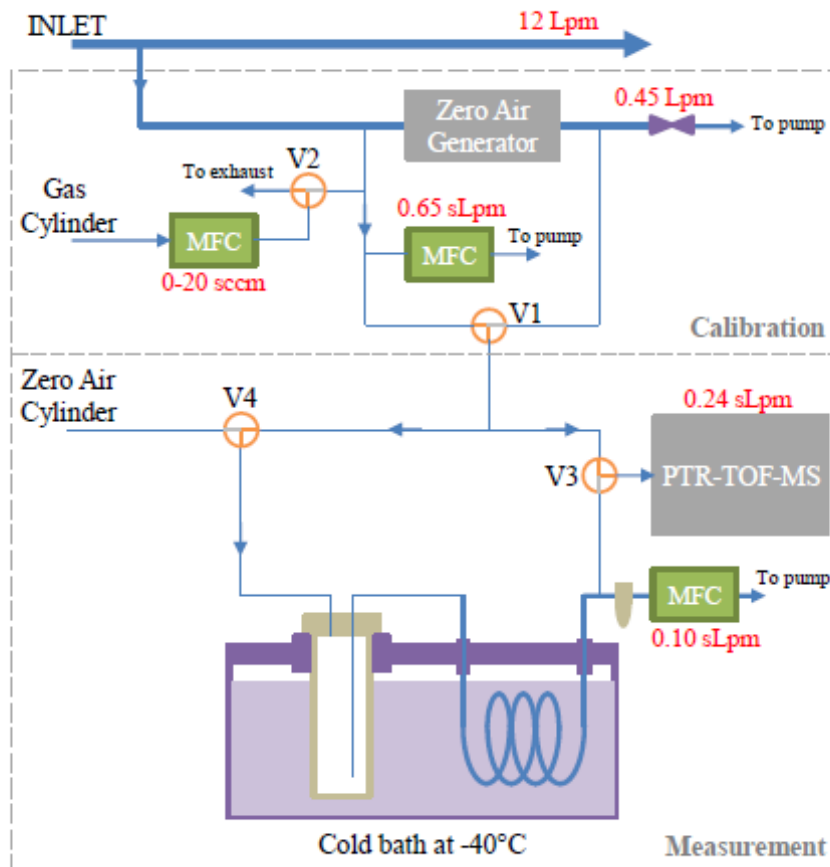 INLET
12 Lpm
Zero Air
Generator
0.45 Lpm
To pump
V2
To exhaust
Gas
Cylinder
MFC
0-20 sccm
0.65 sLpm
MFC
To pump
V1
Calibration
Zero Air
Cylinder
V4
0.24 sLpm
V3
PTR-TOF-MS
MFC
To pump
0.10 sLpm
Cold bath at -40°C
Measurement